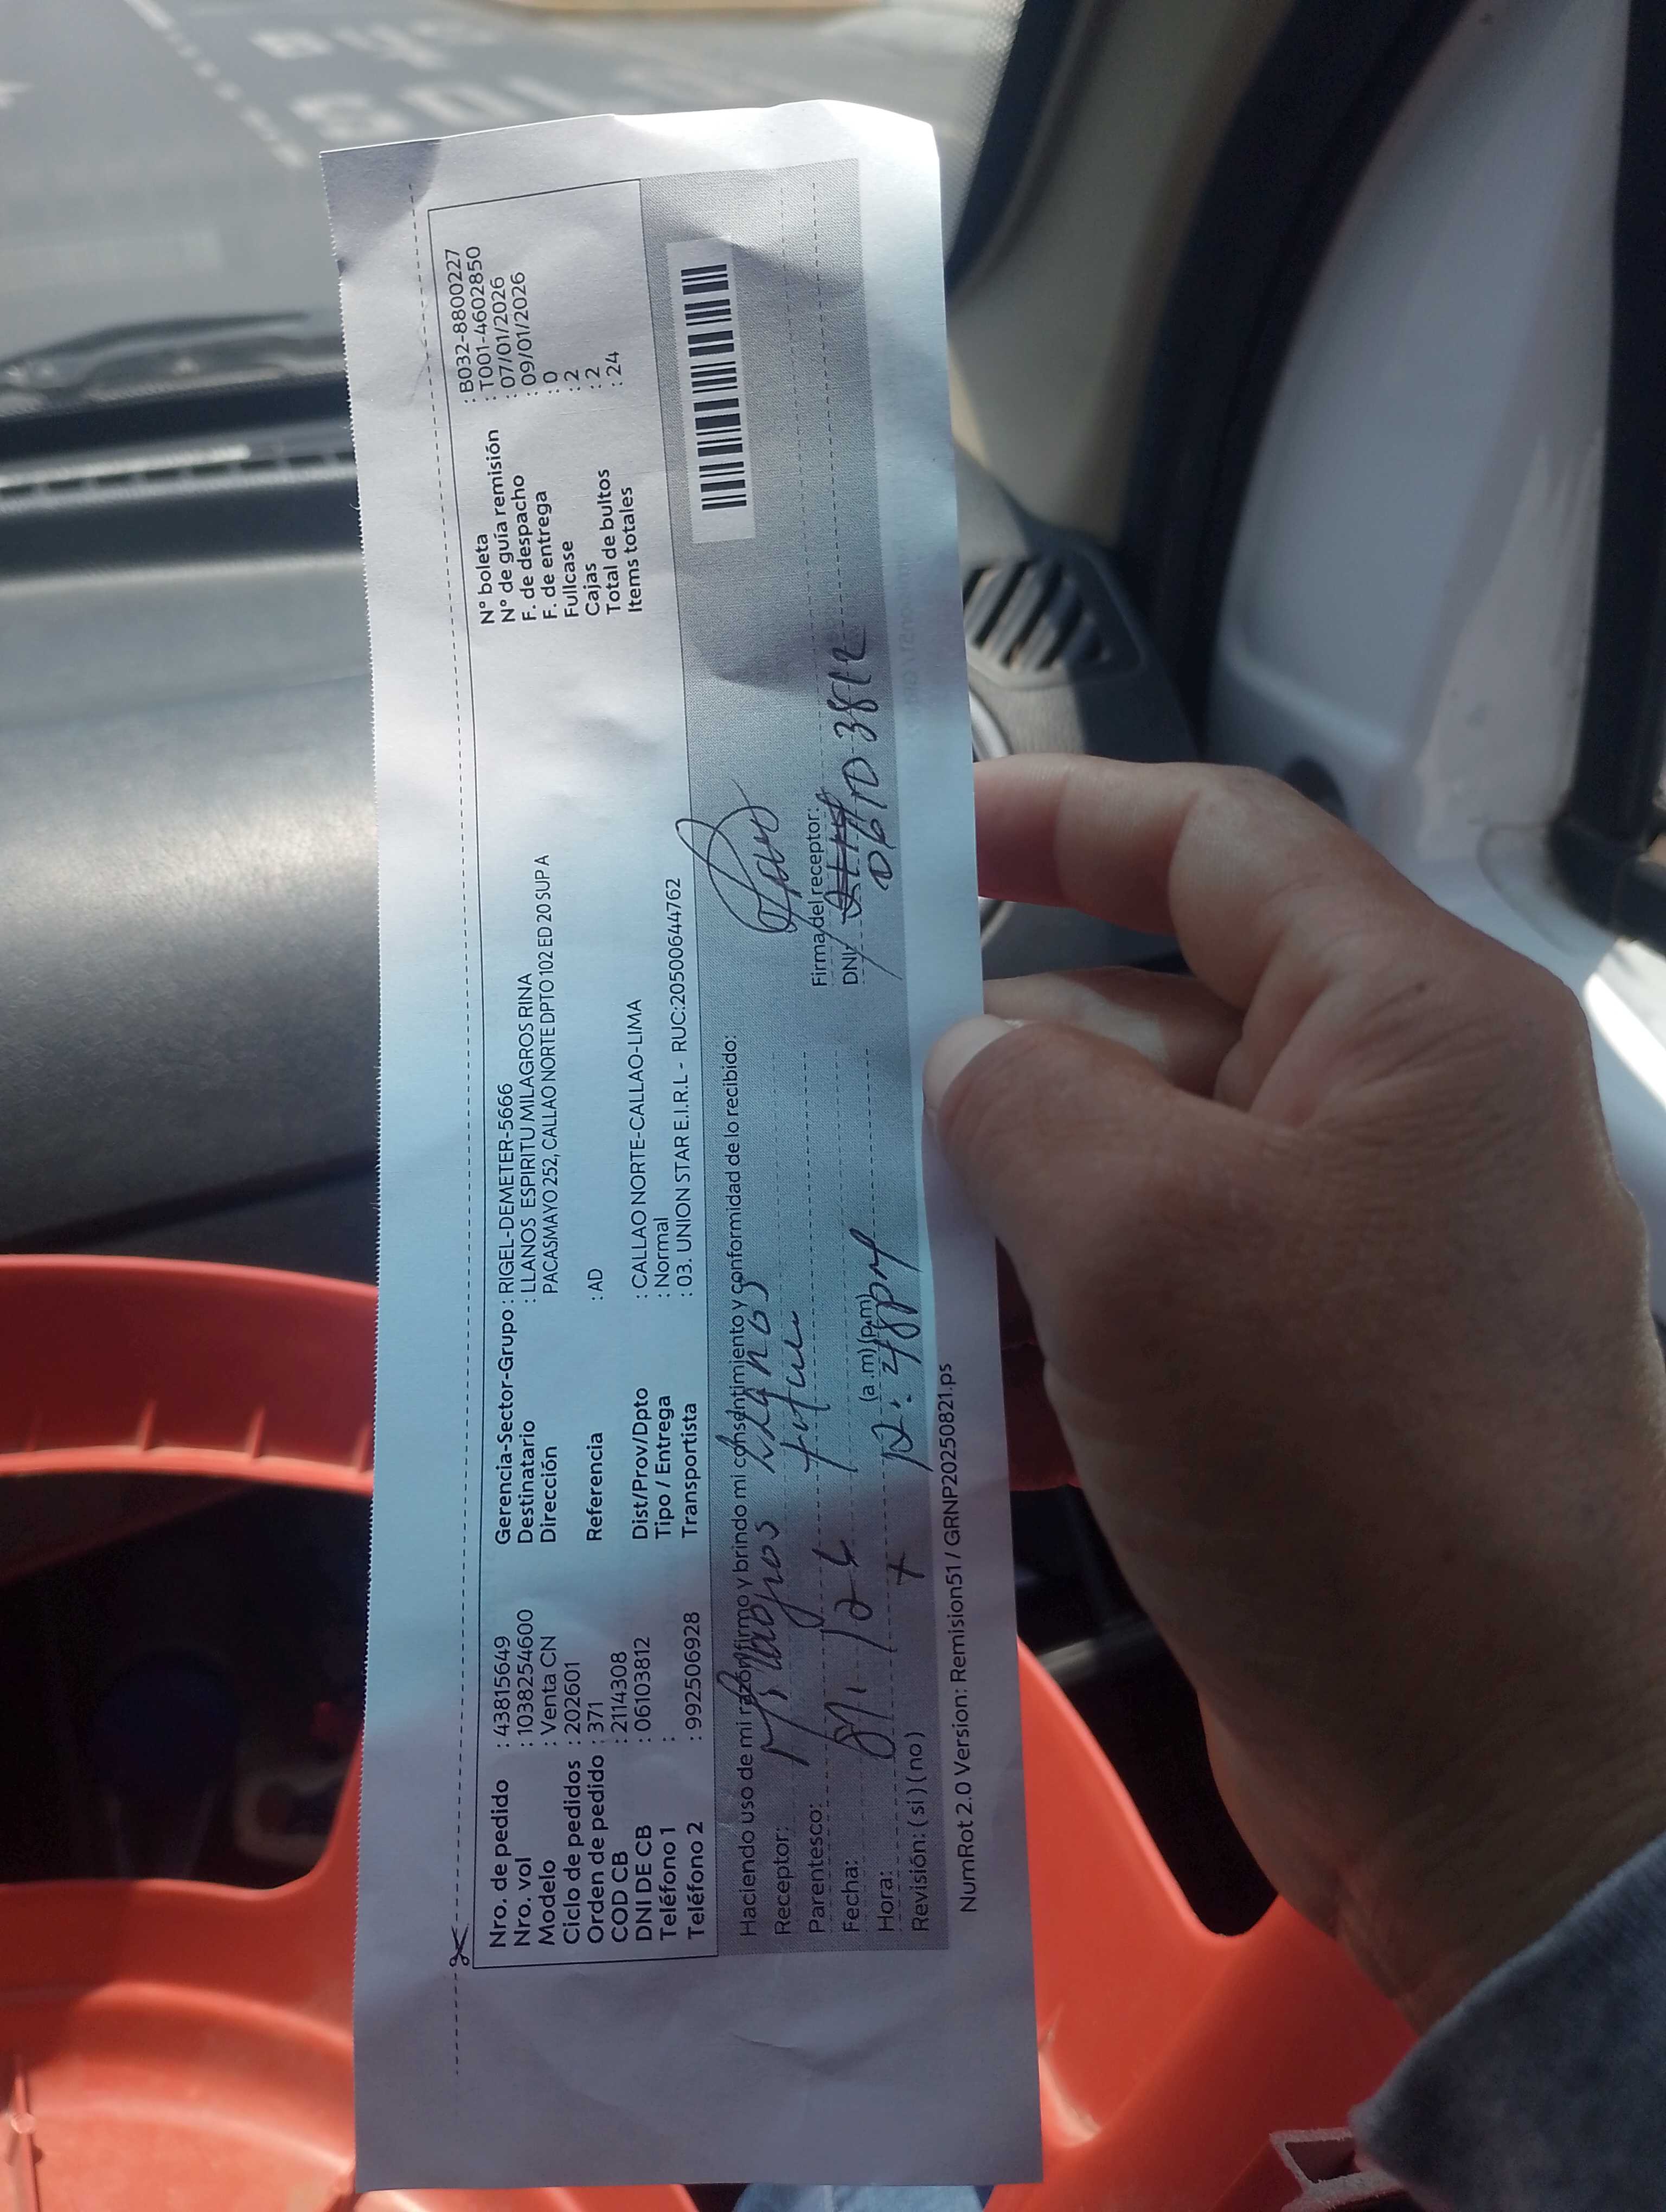 Nro. de pedido : 43815649
Nro. vol : 1038254600
Modelo : Venta CN
Ciclo de pedidos : 202601
Orden de pedido : 371
COD CB : 2114308
DNI DE CB : 06103812
Teléfono 1 :
Teléfono 2 : 992506928
Gerencia-Sector-Grupo : RIGEL-DEMETER-5666
Destinatario : LLANOS ESPIRITU MILAGROS RINA
Dirección : PACASMAYO 252, CALLAO NORTE DPTO 102 ED 20 SUP A
Referencia : AD
Dist/Prov/Dpto : CALLAO NORTE-CALLAO-LIMA
Tipo / Entrega : Normal
Transportista : 03. UNION STAR E.I.R.L - RUC:20500644762
N° boleta : B032-8800227
N° de guía remisión : T001-4602850
F. de despacho : 07/01/2026
F. de entrega : 09/01/2026
Fullcase : 0
Cajas : 2
Total de bultos : 2
Items totales : 24
Haciendo uso de mi razón firmo y brindo mi consentimiento y conformidad de lo recibido:
Receptor: Milagros Llanos
Parentesco:
Fecha:
Hora: (a.m) (p.m) 12:48pm
Revisión: ( si ) ( no )
Firma del receptor:
DNI: 06103812
NumRot 2.0 Version: Remision51 / GRNP20250821.ps